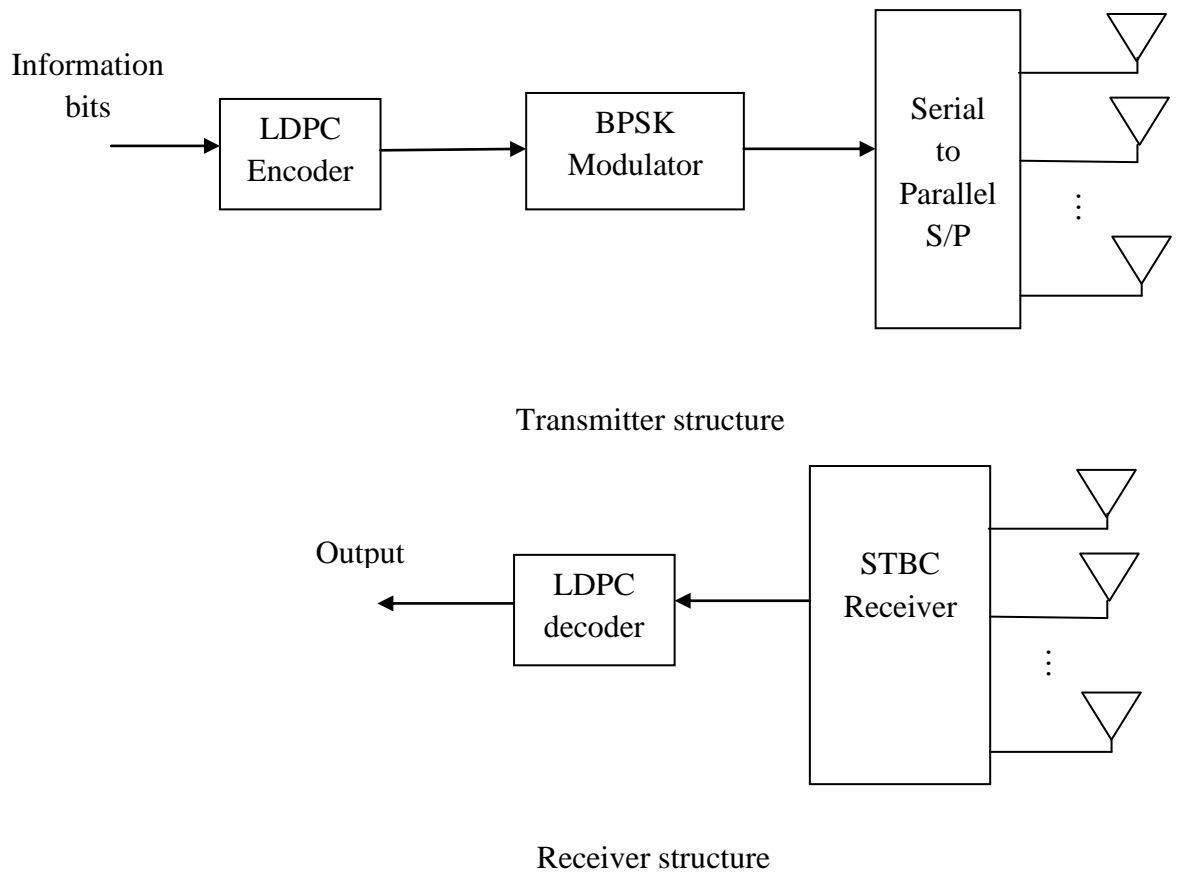 Information
bits
LDPC
Encoder
BPSK
Modulator
Serial
to
Parallel
S/P
...
Transmitter structure
Output
LDPC
decoder
STBC
Receiver
...
Receiver structure